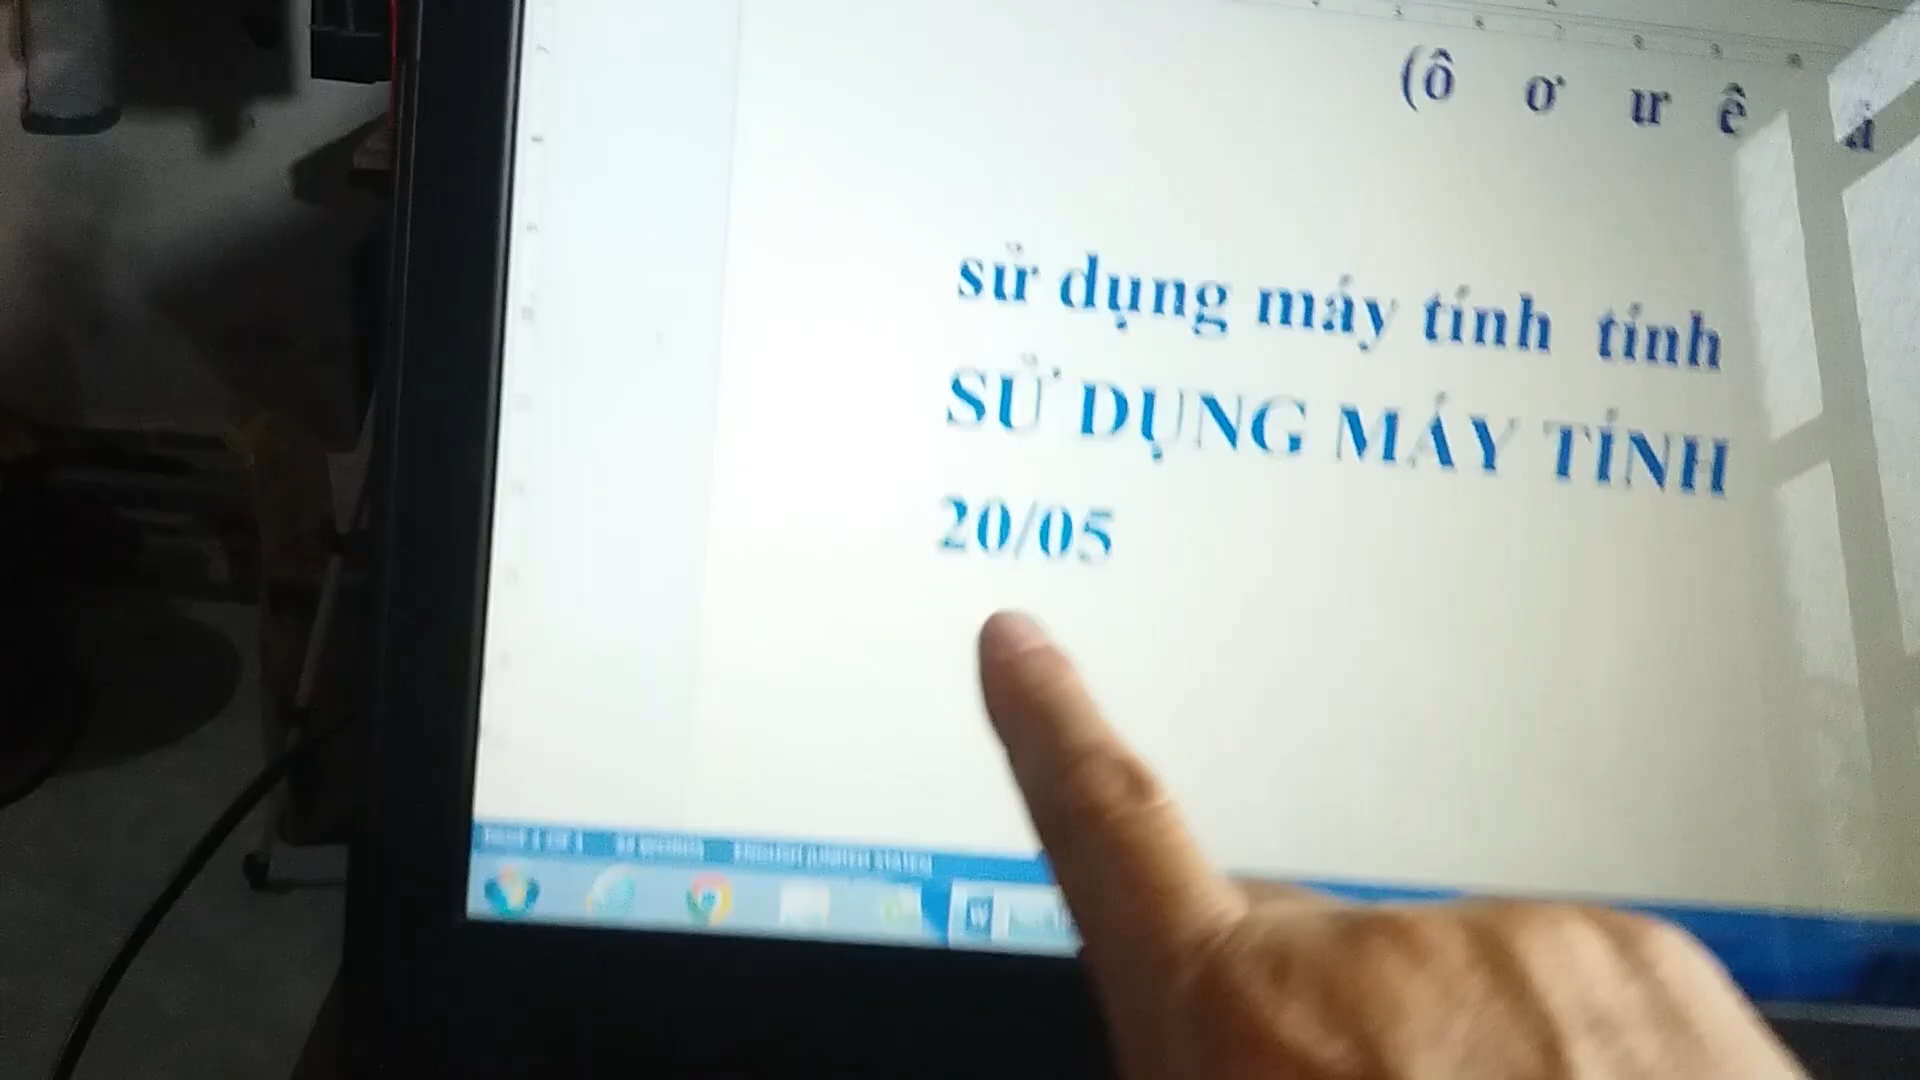 (ô ơ ư ê
sử dụng máy tính tính
SỬ DỤNG MÁY TÍNH
20/05